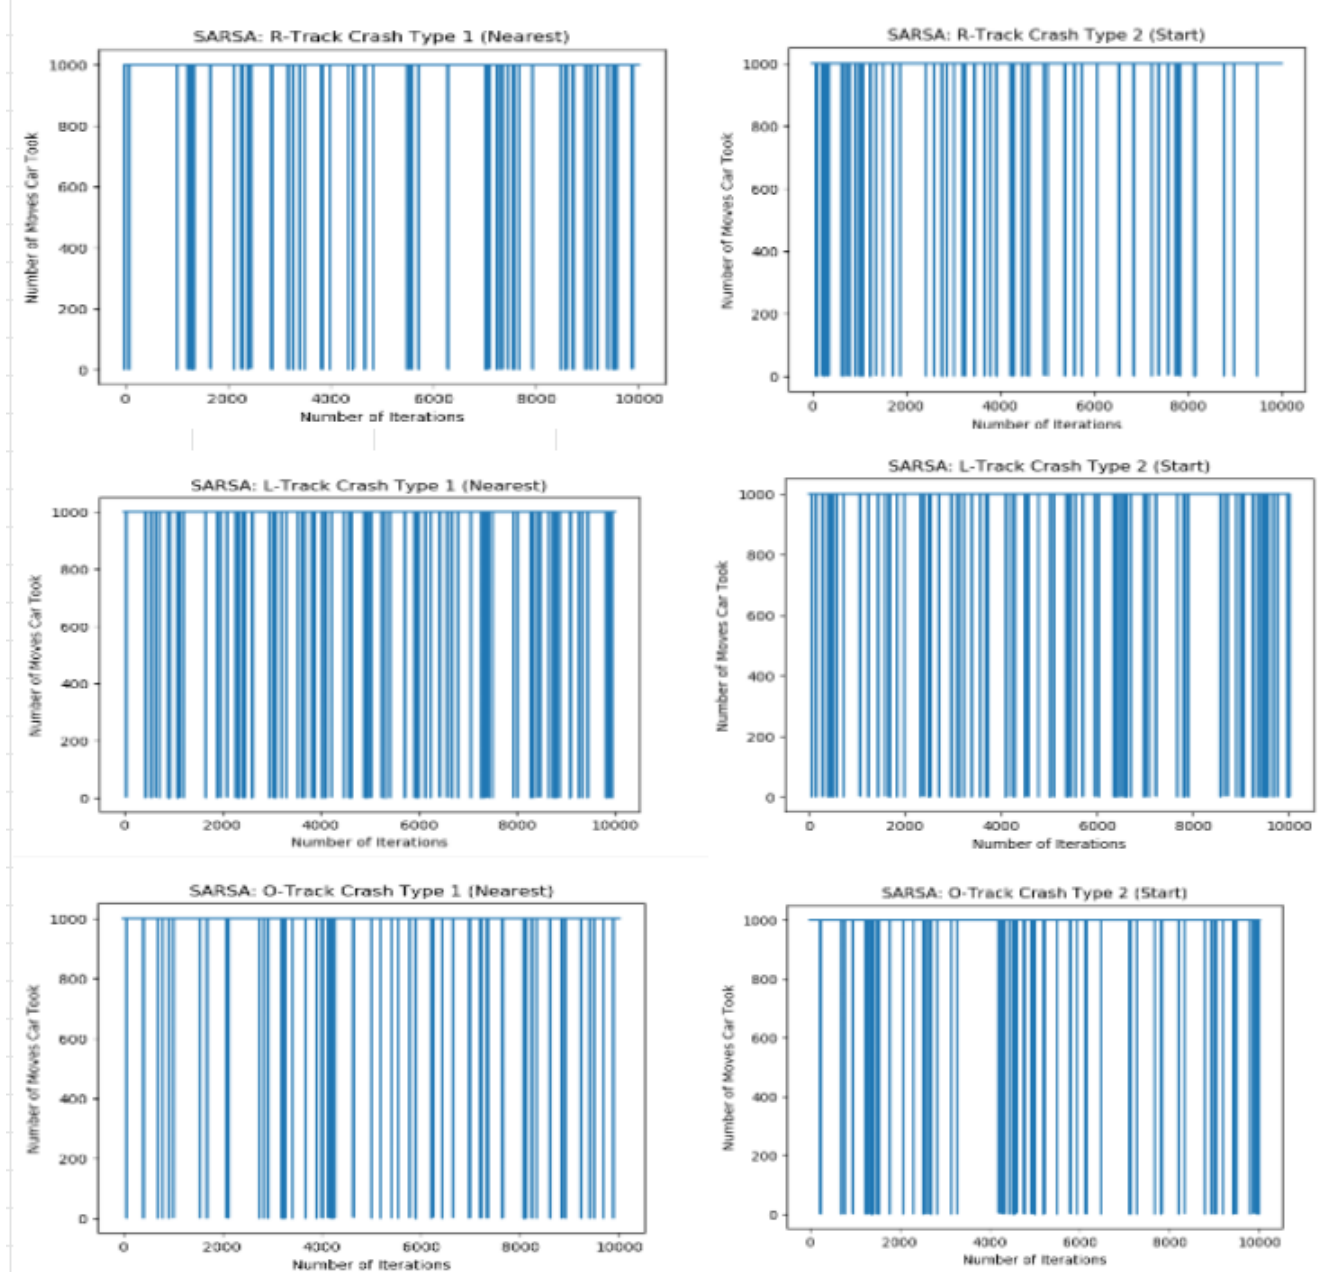 SARSA: R-Track Crash Type 1 (Nearest)
1000
800
600
400
200
0
Number of Moves Car Took
0 2000 4000 6000 8000 10000
Number of Iterations
SARSA: R-Track Crash Type 2 (Start)
1000
800
600
400
200
0
Number of Moves Car Took
0 2000 4000 6000 8000 10000
Number of Iterations
SARSA: L-Track Crash Type 1 (Nearest)
1000
800
600
400
200
0
Number of Moves Car Took
0 2000 4000 6000 8000 10000
Number of Iterations
SARSA: L-Track Crash Type 2 (Start)
1000
800
600
400
200
0
Number of Moves Car Took
0 2000 4000 6000 8000 10000
Number of Iterations
SARSA: O-Track Crash Type 1 (Nearest)
1000
800
600
400
200
0
Number of Moves Car Took
0 2000 4000 6000 8000 10000
Number of Iterations
SARSA: O-Track Crash Type 2 (Start)
1000
800
600
400
200
0
Number of Moves Car Took
0 2000 4000 6000 8000 10000
Number of Iterations